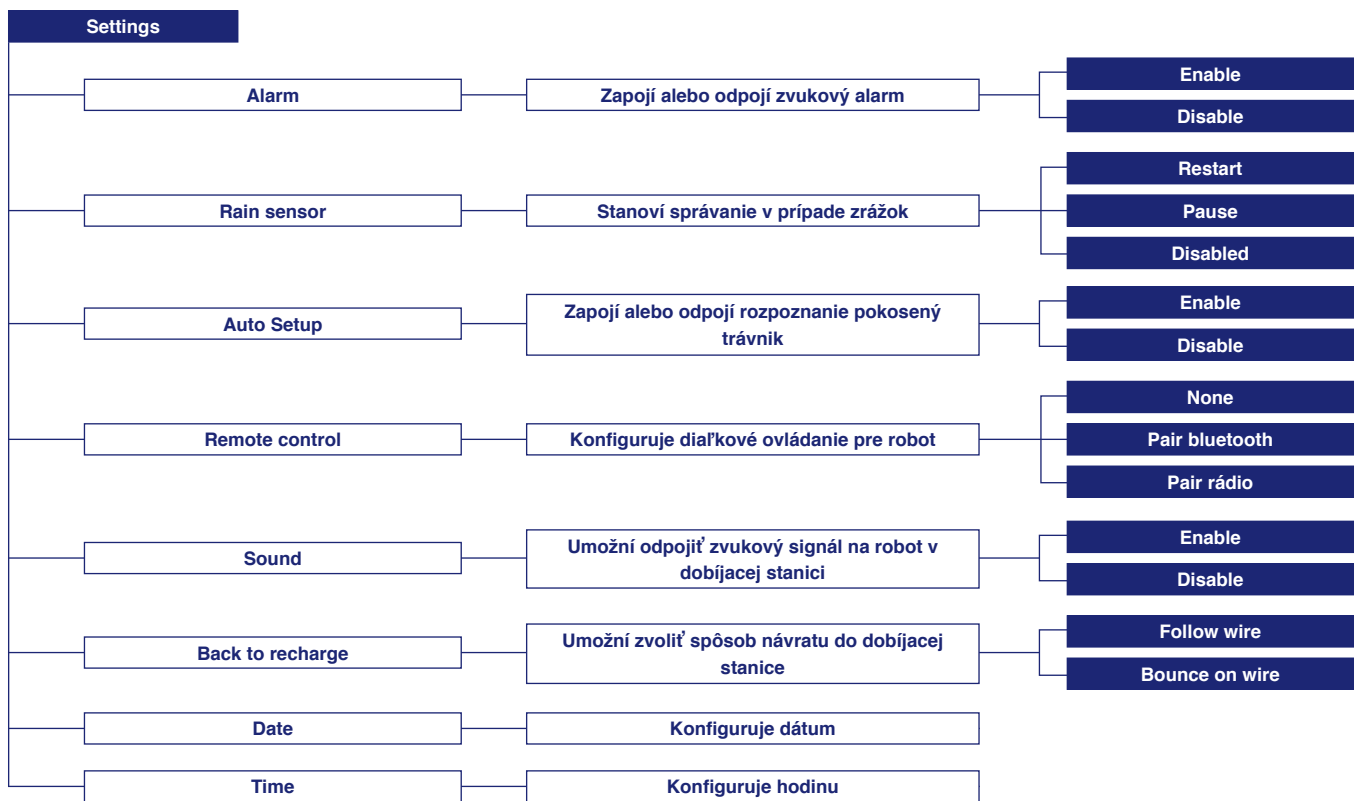 Settings
Alarm
Zapojí alebo odpojí zvukový alarm
Enable
Disable
Rain sensor
Stanoví správanie v prípade zrážok
Restart
Pause
Disabled
Auto Setup
Zapojí alebo odpojí rozpoznanie pokosený
trávnik
Enable
Disable
Remote control
Konfiguruje diaľkové ovládanie pre robot
None
Pair bluetooth
Pair rádio
Sound
Umožní odpojiť zvukový signál na robot v
dobíjacej stanici
Enable
Disable
Back to recharge
Umožní zvoliť spôsob návratu do dobíjacej
stanice
Follow wire
Bounce on wire
Date
Konfiguruje dátum
Time
Konfiguruje hodinu